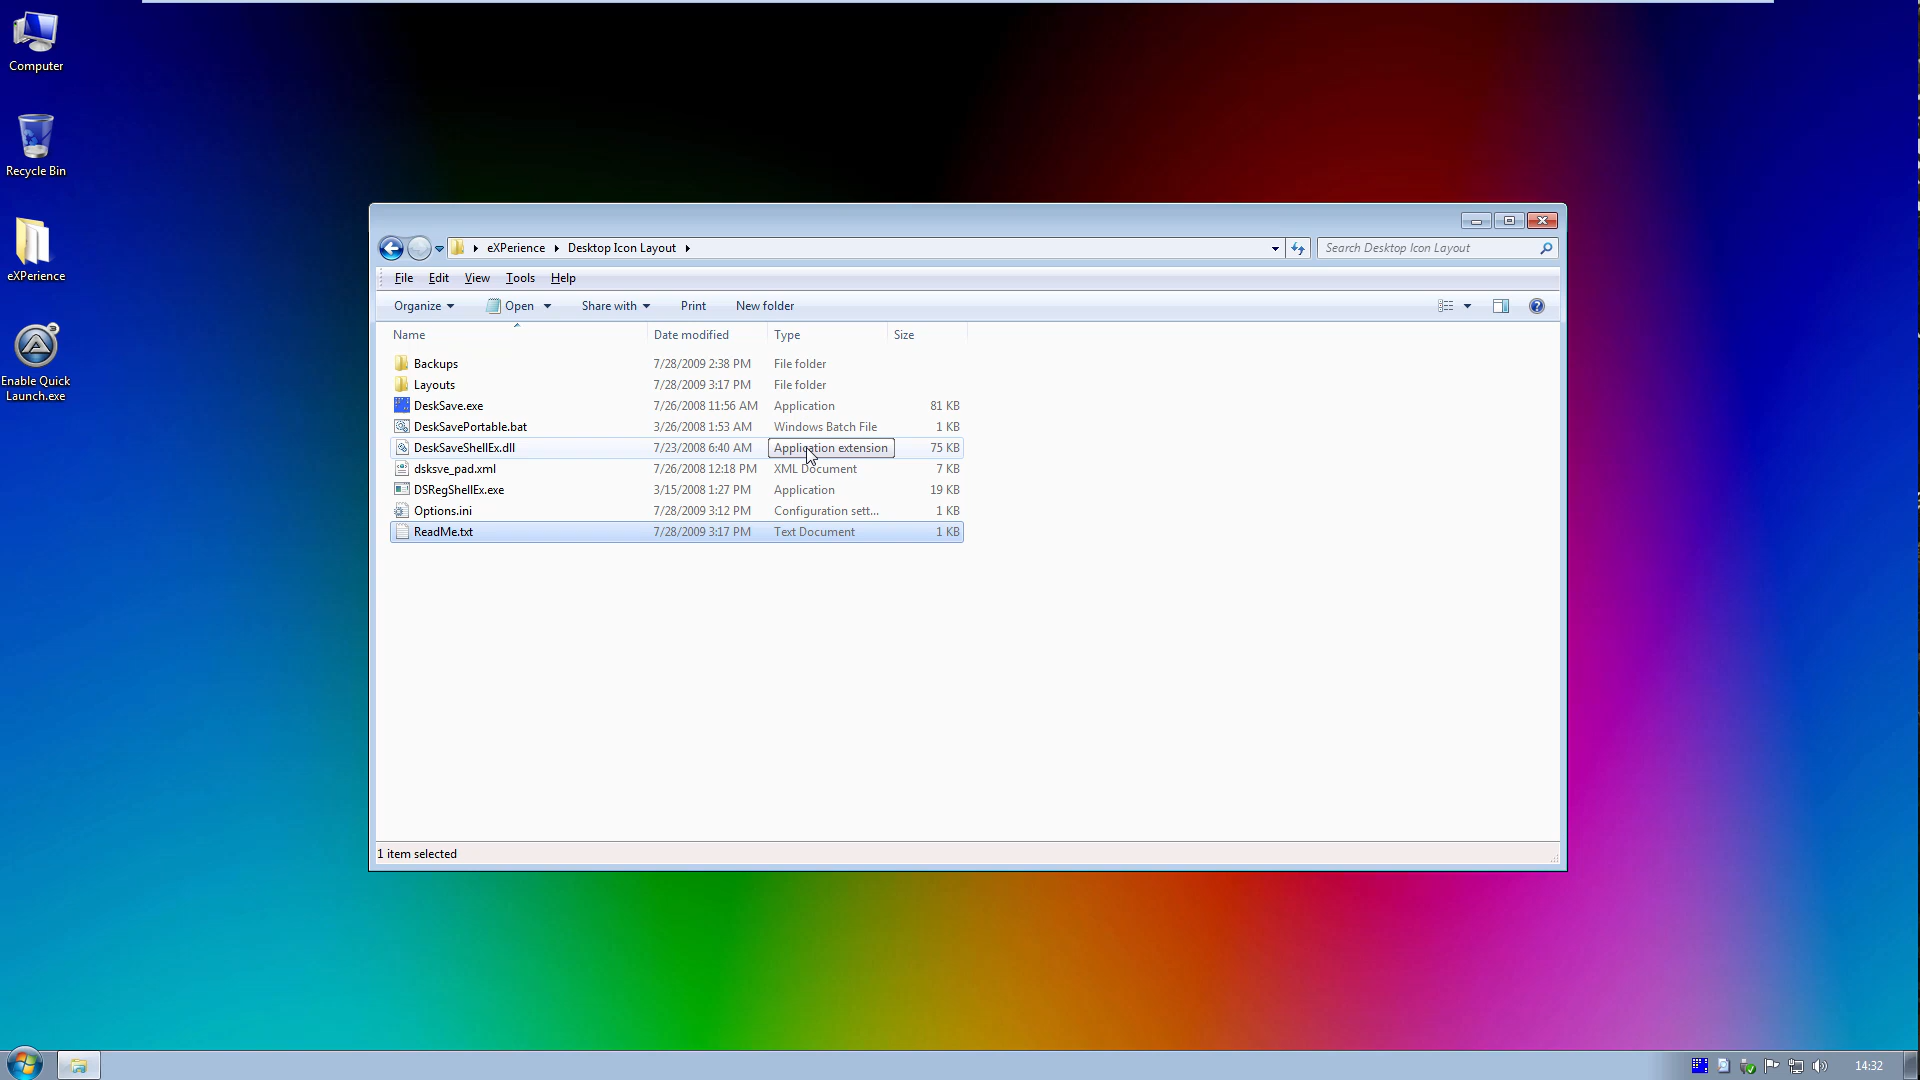 Computer
Recycle Bin
eXPerience
Enable Quick
Launch.exe
eXPerience Desktop Icon Layout
Search Desktop Icon Layout
File Edit View Tools Help
Organize Open Share with Print New folder
Name Date modified Type Size
Backups 7/28/2009 2:38 PM File folder
Layouts 7/28/2009 3:17 PM File folder
DeskSave.exe 7/26/2008 11:56 AM Application 81 KB
DeskSavePortable.bat 3/26/2008 1:53 AM Windows Batch File 1 KB
DeskSaveShellEx.dll 7/23/2008 6:40 AM Application extension 75 KB
dsksve_pad.xml 7/26/2008 12:18 PM XML Document 7 KB
DSRegShellEx.exe 3/15/2008 1:27 PM Application 19 KB
Options.ini 7/28/2009 3:12 PM Configuration sett... 1 KB
ReadMe.txt 7/28/2009 3:17 PM Text Document 1 KB
1 item selected
14:32